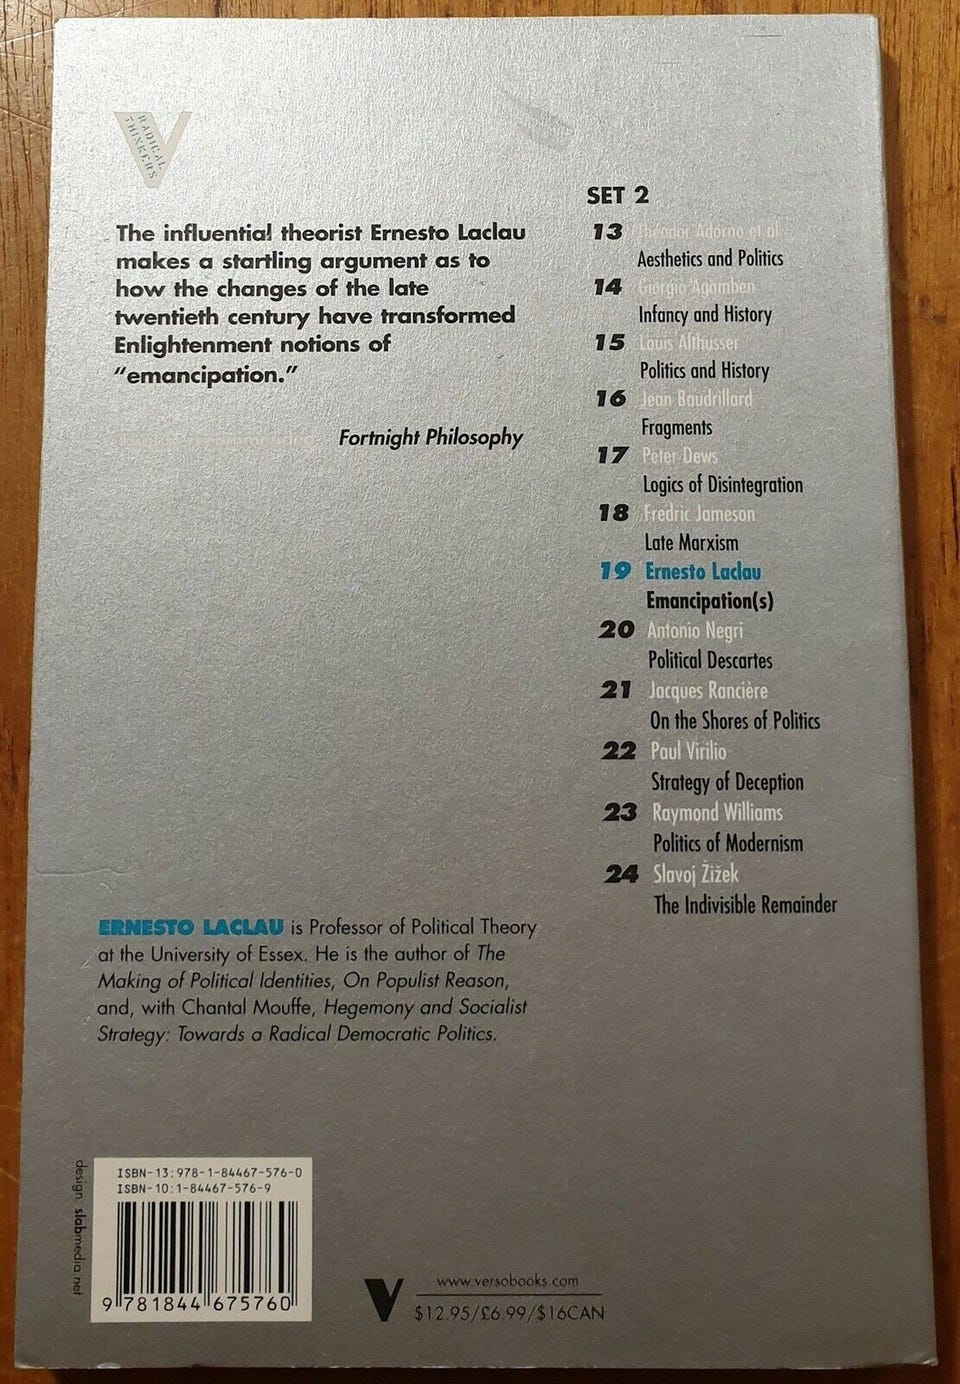 V
RADICAL
THINKERS
The influential theorist Ernesto Laclau
makes a startling argument as to
how the changes of the late
twentieth century have transformed
Enlightenment notions of
“emancipation.”
Fortnight Philosophy
SET 2
13 Theodor Adorno et al
Aesthetics and Politics
14 Giorgio Agamben
Infancy and History
15 Louis Althusser
Politics and History
16 Jean Baudrillard
Fragments
17 Peter Dews
Logics of Disintegration
18 Fredric Jameson
Late Marxism
19 Ernesto Laclau
Emancipation(s)
20 Antonio Negri
Political Descartes
21 Jacques Rancière
On the Shores of Politics
22 Paul Virilio
Strategy of Deception
23 Raymond Williams
Politics of Modernism
24 Slavoj Žižek
The Indivisible Remainder
ERNESTO LACLAU is Professor of Political Theory
at the University of Essex. He is the author of The
Making of Political Identities, On Populist Reason,
and, with Chantal Mouffe, Hegemony and Socialist
Strategy: Towards a Radical Democratic Politics.
design slabmedia.net
ISBN-13:978-1-84467-576-0
ISBN-10:1-84467-576-9
9 781844 675760
V
www.versobooks.com
$12.95/£6.99/$16CAN